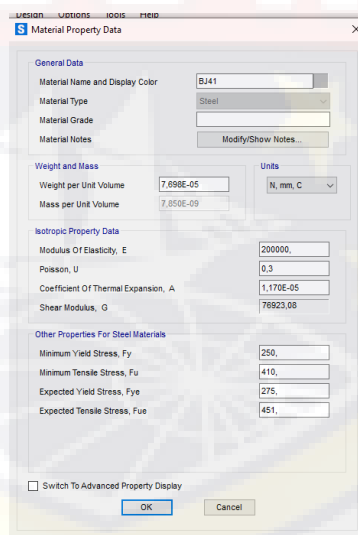 Design Options Tools Help
S Material Property Data X
General Data
Material Name and Display Color BJ41
Material Type Steel
Material Grade
Material Notes Modify/Show Notes...
Weight and Mass
Weight per Unit Volume 7,698E-05
Mass per Unit Volume 7,850E-09
Units
N, mm, C
Isotropic Property Data
Modulus Of Elasticity, E 200000,
Poisson, U 0,3
Coefficient Of Thermal Expansion, A 1,170E-05
Shear Modulus, G 76923,08
Other Properties For Steel Materials
Minimum Yield Stress, Fy 250,
Minimum Tensile Stress, Fu 410,
Expected Yield Stress, Fye 275,
Expected Tensile Stress, Fue 451,
Switch To Advanced Property Display
OK Cancel